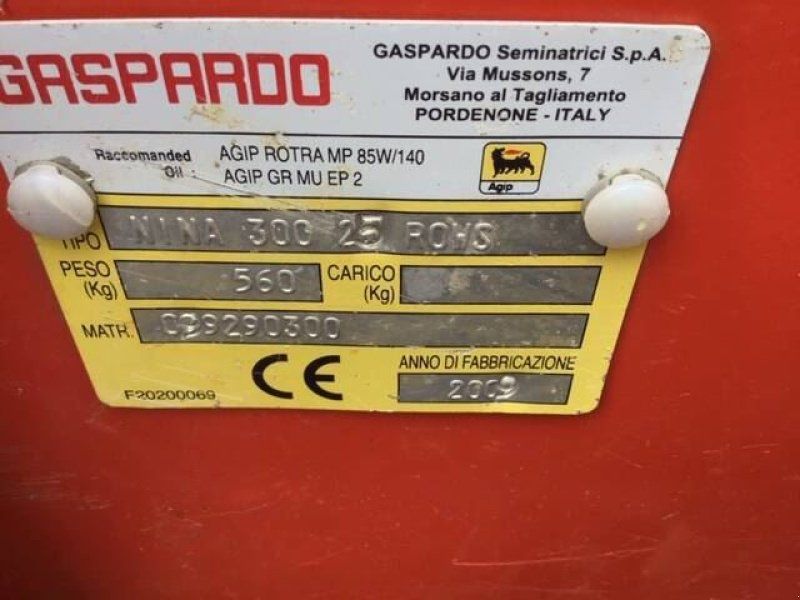 GASPARDO
GASPARDO Seminatrici S.p.A.
Via Mussons, 7
Morsano al Tagliamento
PORDENONE - ITALY
Raccomanded Oil : AGIP ROTRA MP 85W/140
AGIP GR MU EP 2
Agip
TIPO NINA 300 25 ROWS
PESO (Kg) 560 CARICO (Kg)
MATR. 099290300
CE
ANNO DI FABBRICAZIONE
2009
F20200069